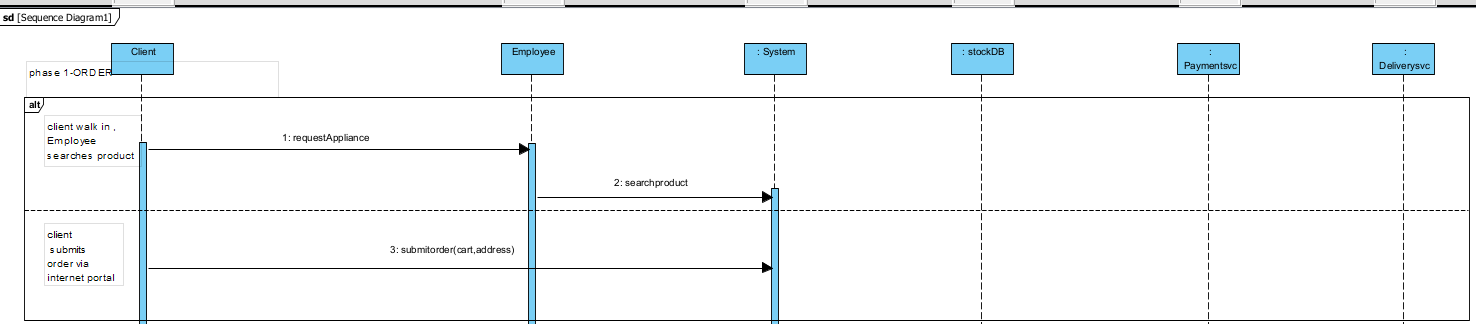 sd [Sequence Diagram1]
Client
Employee
: System
: stockDB
:
Paymentsvc
:
Deliverysvc
phase 1-ORDER
alt
client walk in ,
Employee
searches product
1: requestAppliance
2: searchproduct
client
submits
order via
internet portal
3: submitorder(cart,address)